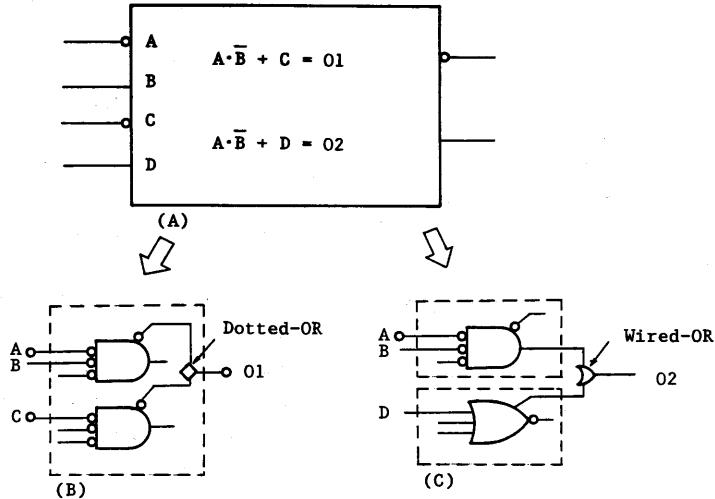 A
A·B̅ + C = O1
B
C
A·B̅ + D = O2
D
(A)
Dotted-OR
A
B
O1
C
(B)
Wired-OR
A
B
O2
D
(C)